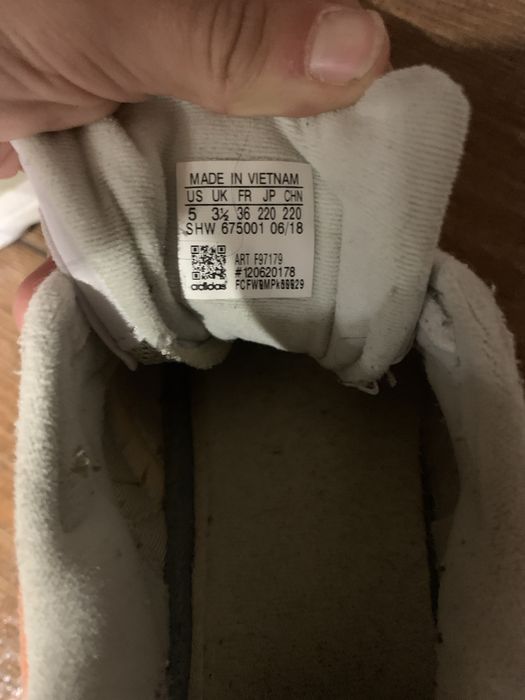 MADE IN VIETNAM
US UK FR JP CHN
5 3½ 36 220 220
SHW 675001 06/18
ART F97179
#120620178
adidas